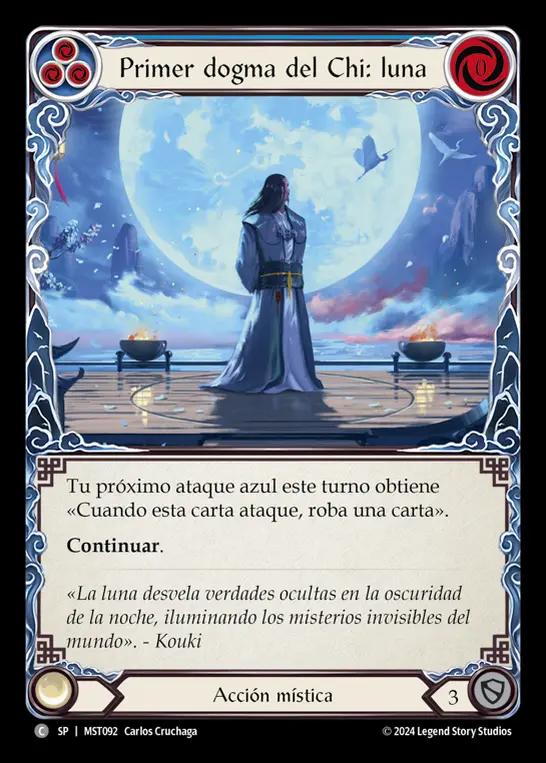 Primer dogma del Chi: luna
0
Tu próximo ataque azul este turno obtiene
«Cuando esta carta ataque, roba una carta».
Continuar.
«La luna desvela verdades ocultas en la oscuridad
de la noche, iluminando los misterios invisibles del
mundo». - Kouki
Acción mística
3
C SP | MST092 Carlos Cruchaga
© 2024 Legend Story Studios